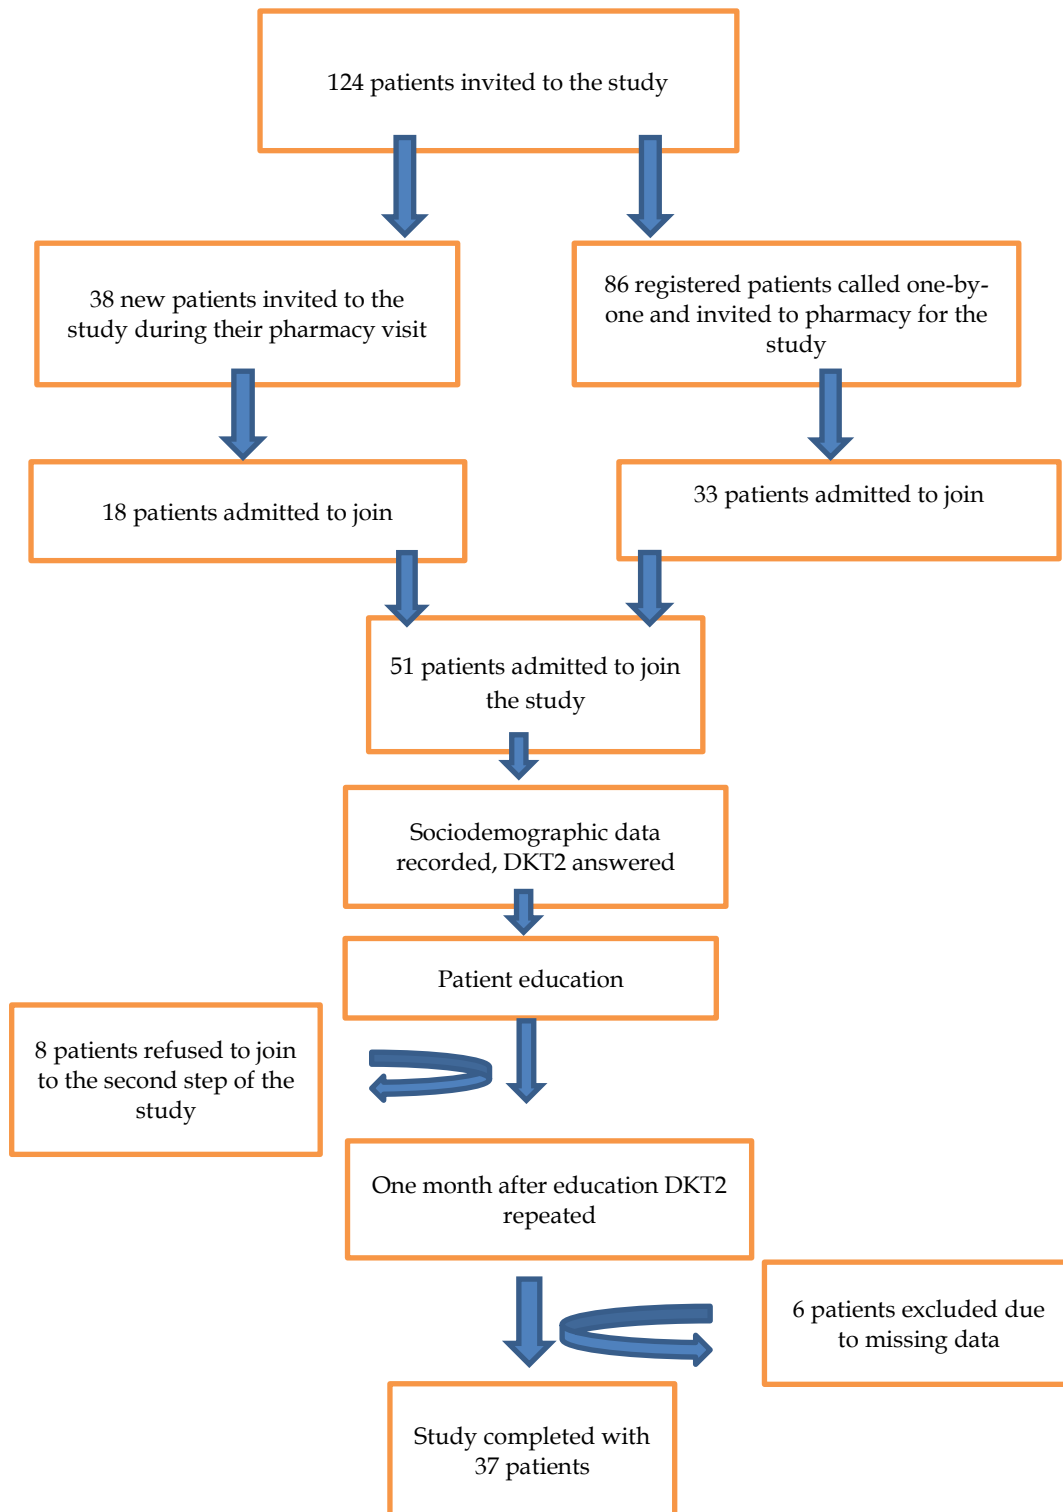 124 patients invited to the study
38 new patients invited to the
study during their pharmacy visit
86 registered patients called one-by-
one and invited to pharmacy for the
study
18 patients admitted to join
33 patients admitted to join
51 patients admitted to join
the study
Sociodemographic data
recorded, DKT2 answered
Patient education
8 patients refused to join
to the second step of the
study
One month after education DKT2
repeated
6 patients excluded due
to missing data
Study completed with
37 patients